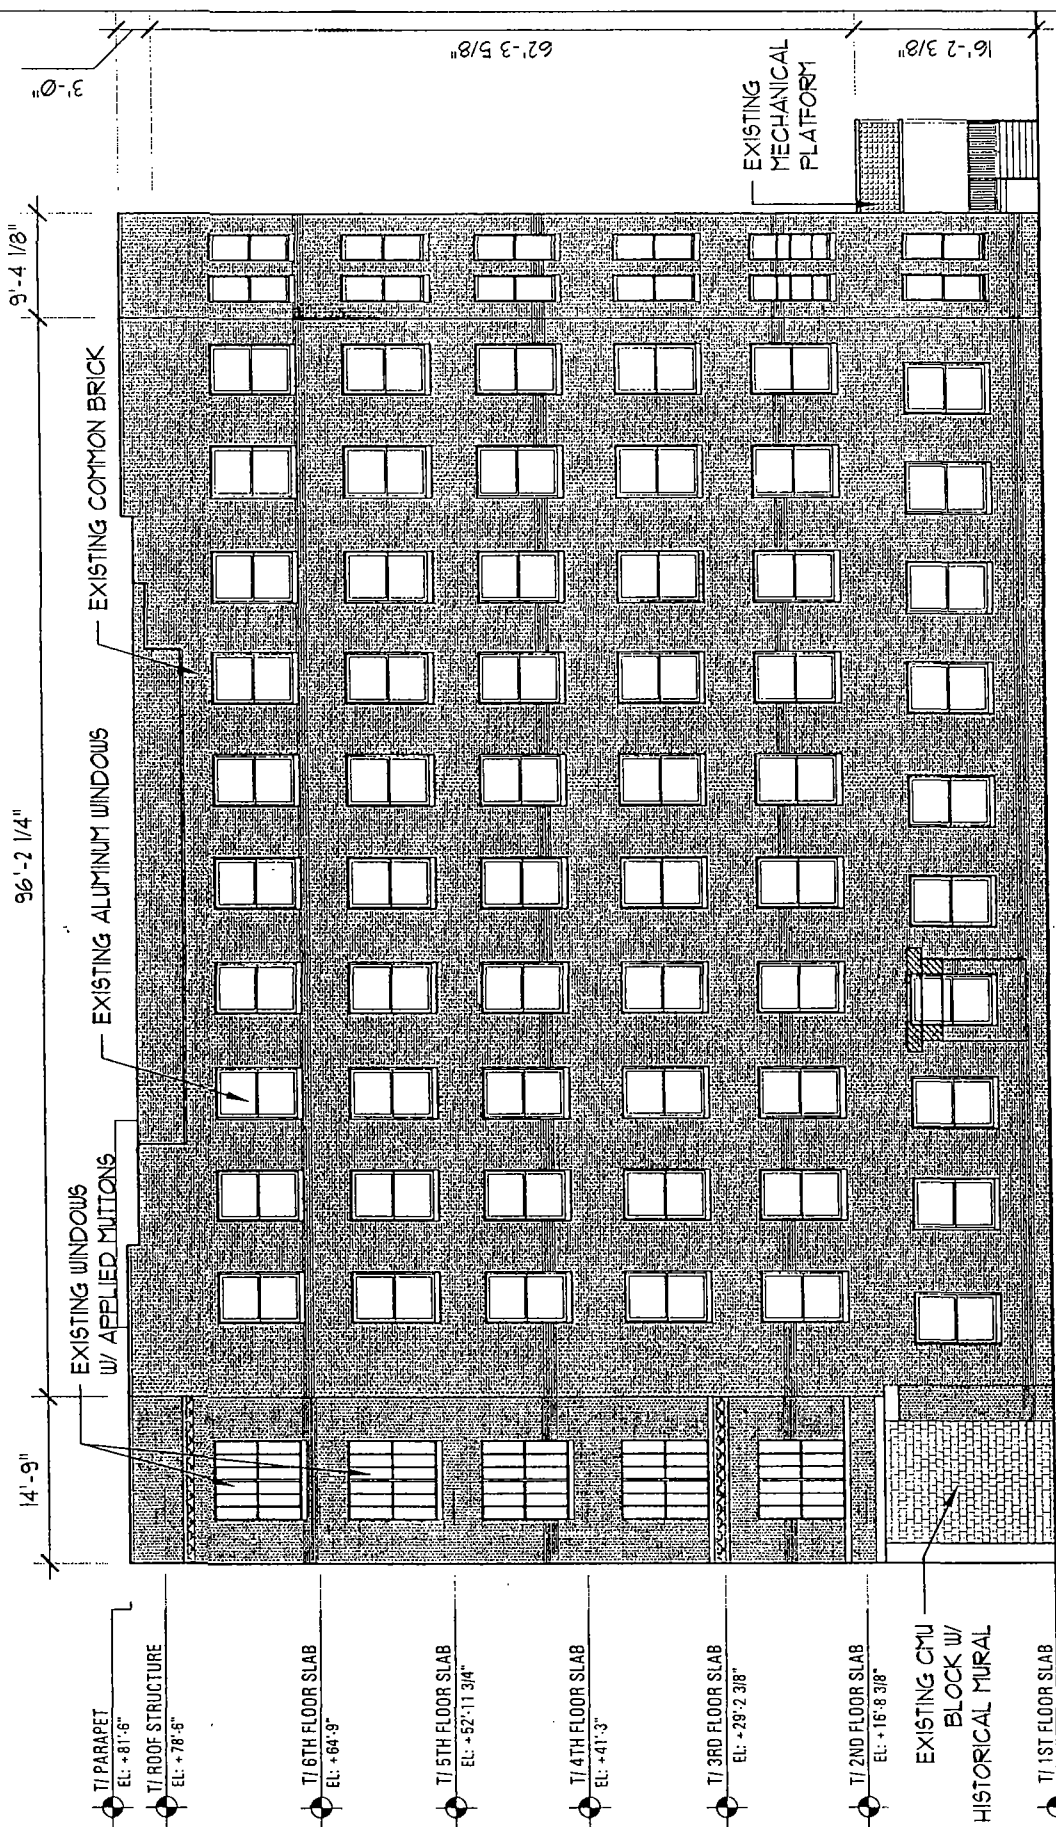 3'-0"
62'-3 5/8"
16'-2 3/8"
EXISTING
MECHANICAL
PLATFORM
9'-4 1/8"
96'-2 1/4"
14'-9"
EXISTING COMMON BRICK
EXISTING ALUMINUM WINDOWS
EXISTING WINDOWS
W/ APPLIED MUTTONS
T/ PARAPET
EL: +81'-6"
T/ ROOF STRUCTURE
EL: +78'-6"
T/ 6TH FLOOR SLAB
EL: +64'-9"
T/ 5TH FLOOR SLAB
EL: +52'-11 3/4"
T/ 4TH FLOOR SLAB
EL: +41'-3"
T/ 3RD FLOOR SLAB
EL: +29'-2 3/8"
T/ 2ND FLOOR SLAB
EL: +16'-8 3/8"
EXISTING CMU
BLOCK W/
HISTORICAL MURAL
T/ 1ST FLOOR SLAB